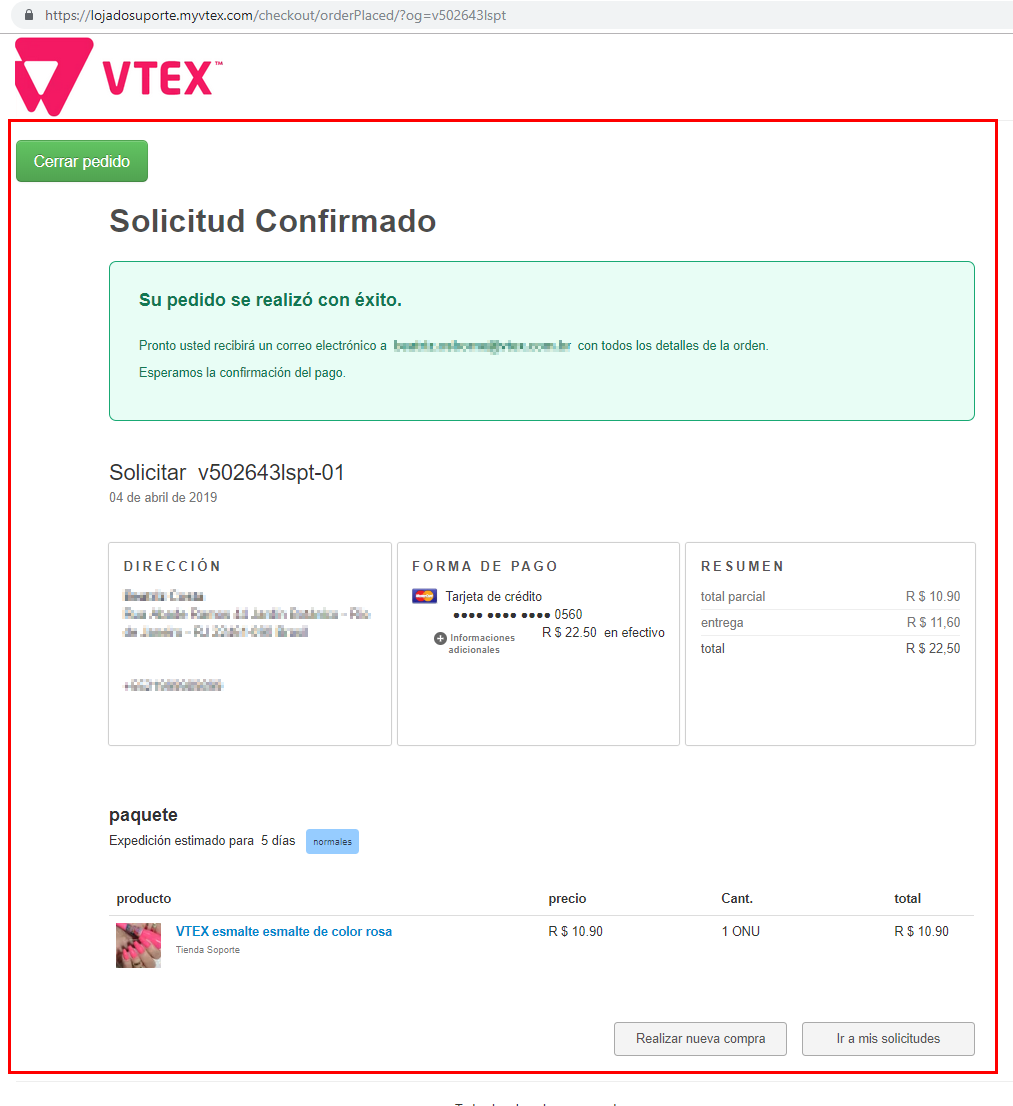 https://lojadosuporte.myvtex.com/checkout/orderPlaced/?og=v502643lspt
VTEX™
Cerrar pedido
Solicitud Confirmado
Su pedido se realizó con éxito.
Pronto usted recibirá un correo electrónico a con todos los detalles de la orden.
Esperamos la confirmación del pago.
Solicitar v502643lspt-01
04 de abril de 2019
DIRECCIÓN
FORMA DE PAGO
Tarjeta de crédito
•••• •••• •••• 0560
Informaciones adicionales
R $ 22.50 en efectivo
RESUMEN
total parcial R $ 10.90
entrega R $ 11,60
total R $ 22,50
paquete
Expedición estimado para 5 días normales
producto precio Cant. total
VTEX esmalte esmalte de color rosa R $ 10.90 1 ONU R $ 10.90
Tienda Soporte
Realizar nueva compra Ir a mis solicitudes